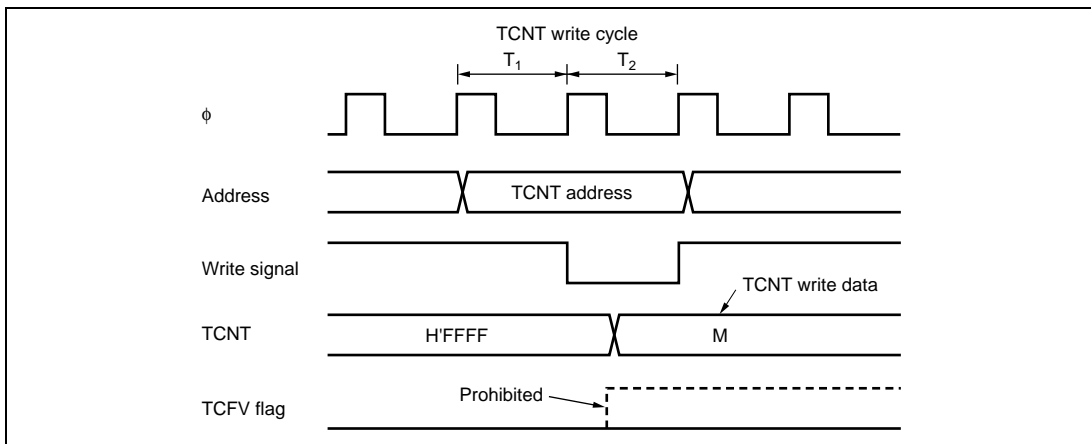 TCNT write cycle
T1 T2
ϕ
Address
TCNT address
Write signal
TCNT write data
TCNT
H'FFFF
M
Prohibited
TCFV flag